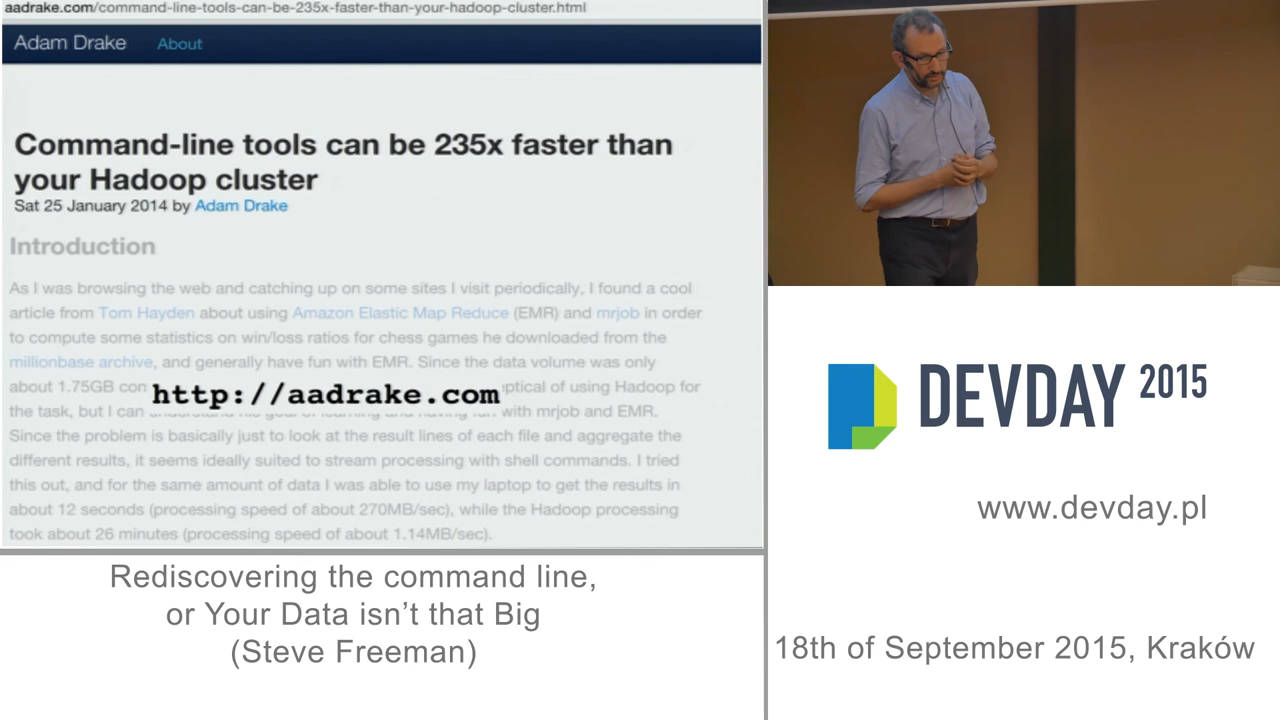 aadrake.com/command-line-tools-can-be-235x-faster-than-your-hadoop-cluster.html
Adam Drake About
Command-line tools can be 235x faster than
your Hadoop cluster
Sat 25 January 2014 by Adam Drake
Introduction
As I was browsing the web and catching up on some sites I visit periodically, I found a cool
article from Tom Hayden about using Amazon Elastic Map Reduce (EMR) and mrjob in order
to compute some statistics on win/loss ratios for chess games he downloaded from the
millionbase archive, and generally have fun with EMR. Since the data volume was only
about 1.75GB of using Hadoop for
http://aadrake.com
the task, but I can with mrjob and EMR.
Since the problem is basically just to look at the result lines of each file and aggregate the
different results, it seems ideally suited to stream processing with shell commands. I tried
this out, and for the same amount of data I was able to use my laptop to get the results in
about 12 seconds (processing speed of about 270MB/sec), while the Hadoop processing
took about 26 minutes (processing speed of about 1.14MB/sec).
Rediscovering the command line,
or Your Data isn't that Big
(Steve Freeman)
DEVDAY 2015
www.devday.pl
18th of September 2015, Kraków